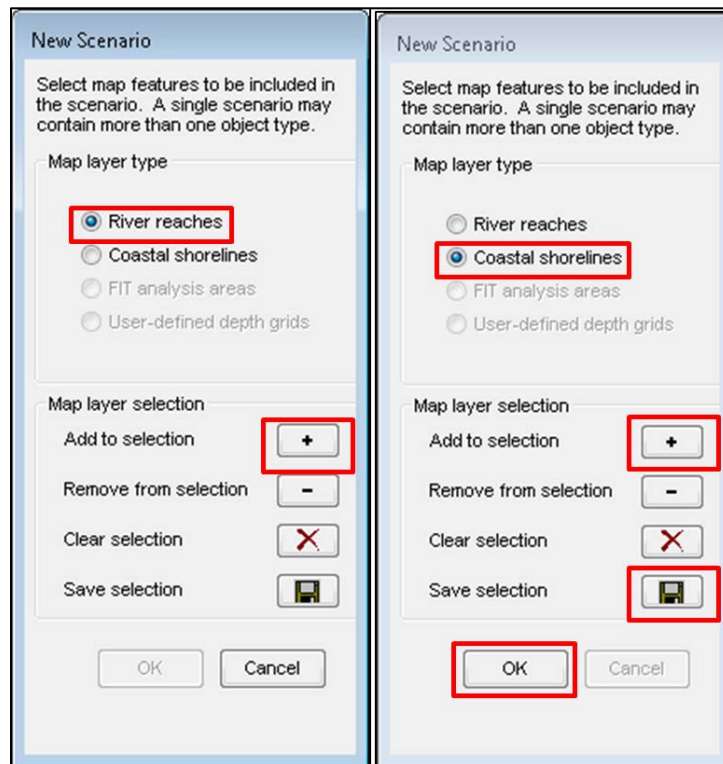 New Scenario
Select map features to be included in
the scenario. A single scenario may
contain more than one object type.
Map layer type
River reaches
Coastal shorelines
FIT analysis areas
User-defined depth grids
Map layer selection
Add to selection
+
Remove from selection
-
Clear selection
Save selection
OK
Cancel
New Scenario
Select map features to be included in
the scenario. A single scenario may
contain more than one object type.
Map layer type
River reaches
Coastal shorelines
FIT analysis areas
User-defined depth grids
Map layer selection
Add to selection
+
Remove from selection
-
Clear selection
Save selection
OK
Cancel